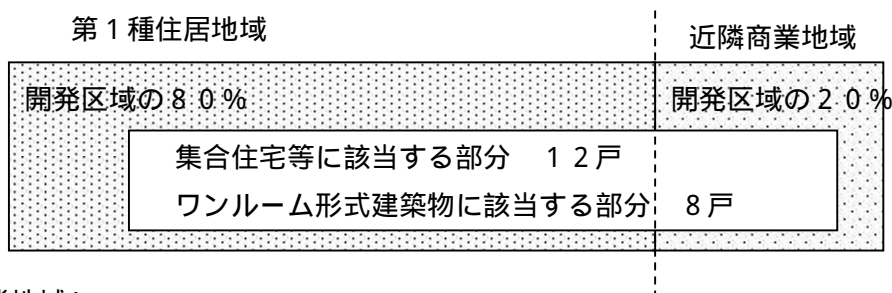 第1種住居地域
近隣商業地域
開発区域の80%
開発区域の20%
集合住宅等に該当する部分　12戸
ワンルーム形式建築物に該当する部分　8戸